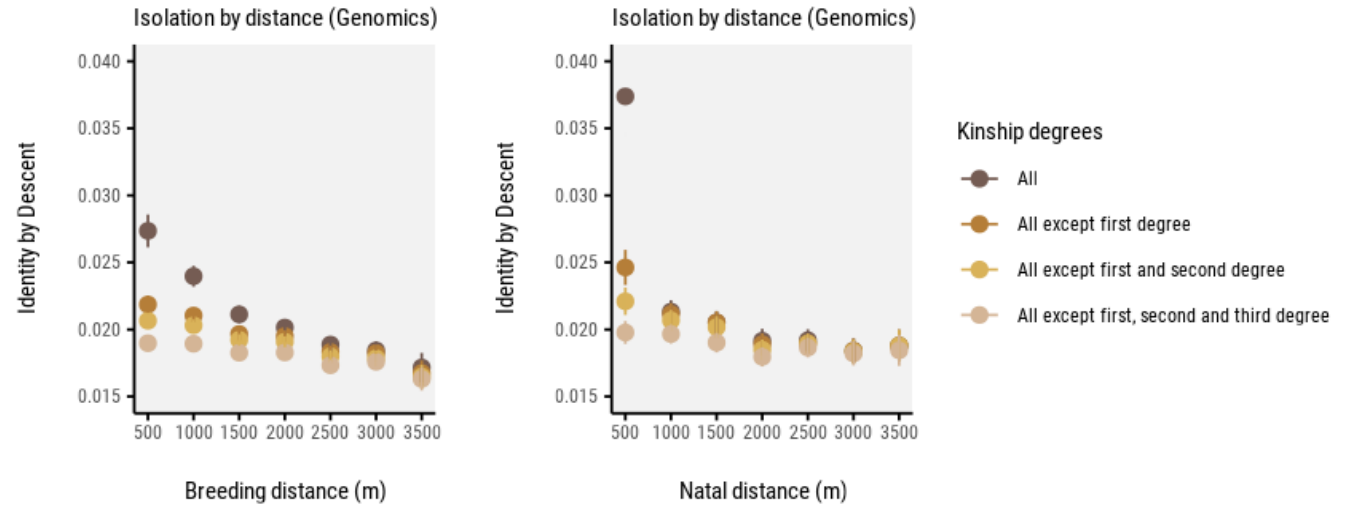 Isolation by distance (Genomics)
Identity by Descent
0.040
0.035
0.030
0.025
0.020
0.015
500 1000 1500 2000 2500 3000 3500
Breeding distance (m)
Isolation by distance (Genomics)
Identity by Descent
0.040
0.035
0.030
0.025
0.020
0.015
500 1000 1500 2000 2500 3000 3500
Natal distance (m)
Kinship degrees
All
All except first degree
All except first and second degree
All except first, second and third degree